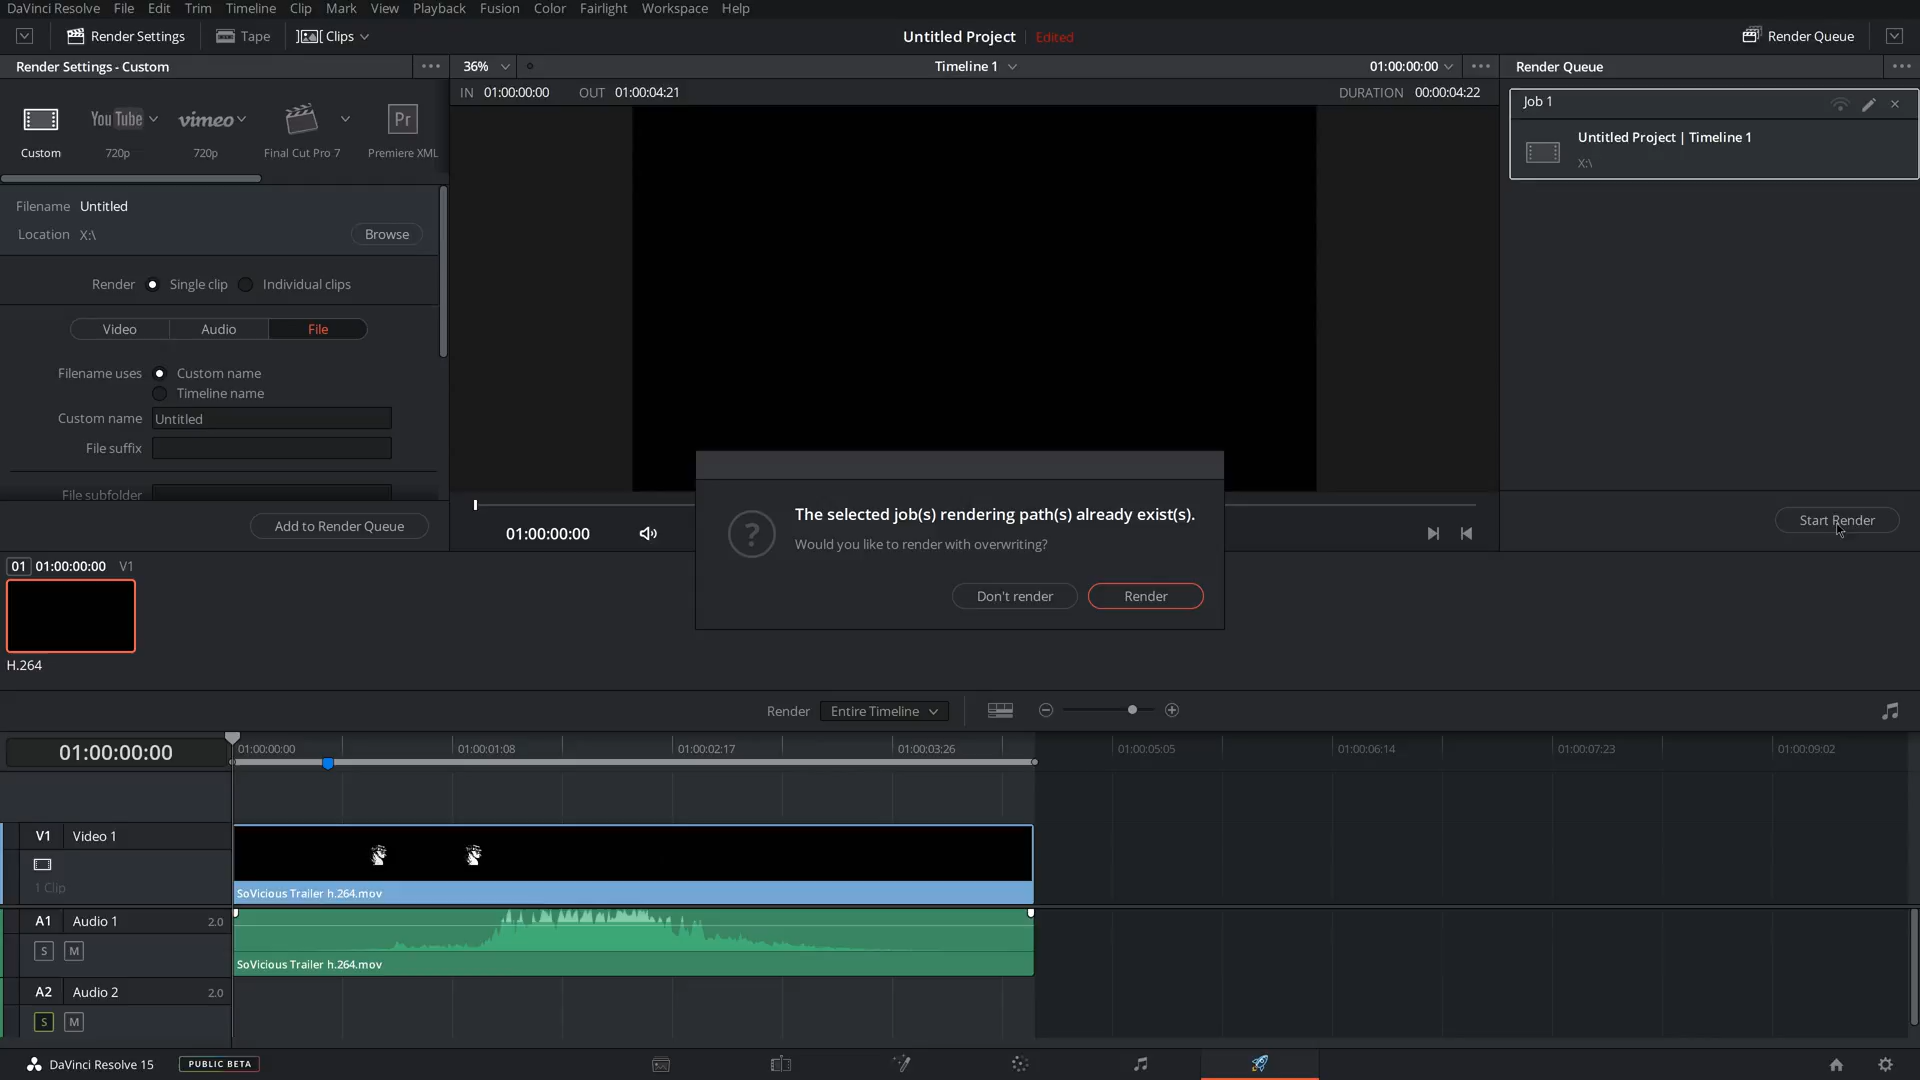 DaVinci Resolve File Edit Trim Timeline Clip Mark View Playback Fusion Color Fairlight Workspace Help
Render Settings Tape Clips Untitled Project Edited Render Queue
Render Settings - Custom 36% Timeline 1 01:00:00:00 Render Queue
IN 01:00:00:00 OUT 01:00:04:21 DURATION 00:00:04:22
Job 1
You Tube vimeo Pr
Custom 720p 720p Final Cut Pro 7 Premiere XML
Untitled Project | Timeline 1
X:\
Filename Untitled
Location X:\ Browse
Render Single clip Individual clips
Video Audio File
Filename uses Custom name
Timeline name
Custom name Untitled
File suffix
File subfolder
Add to Render Queue
01:00:00:00
The selected job(s) rendering path(s) already exist(s).
Would you like to render with overwriting?
Don't render Render
Start Render
01 01:00:00:00 V1
H.264
Render Entire Timeline
01:00:00:00 01:00:00:00 01:00:01:08 01:00:02:17 01:00:03:26 01:00:05:05 01:00:06:14 01:00:07:23 01:00:09:02
V1 Video 1
1 Clip
SoVicious Trailer h.264.mov
A1 Audio 1 2.0
S M
SoVicious Trailer h.264.mov
A2 Audio 2 2.0
S M
DaVinci Resolve 15 PUBLIC BETA